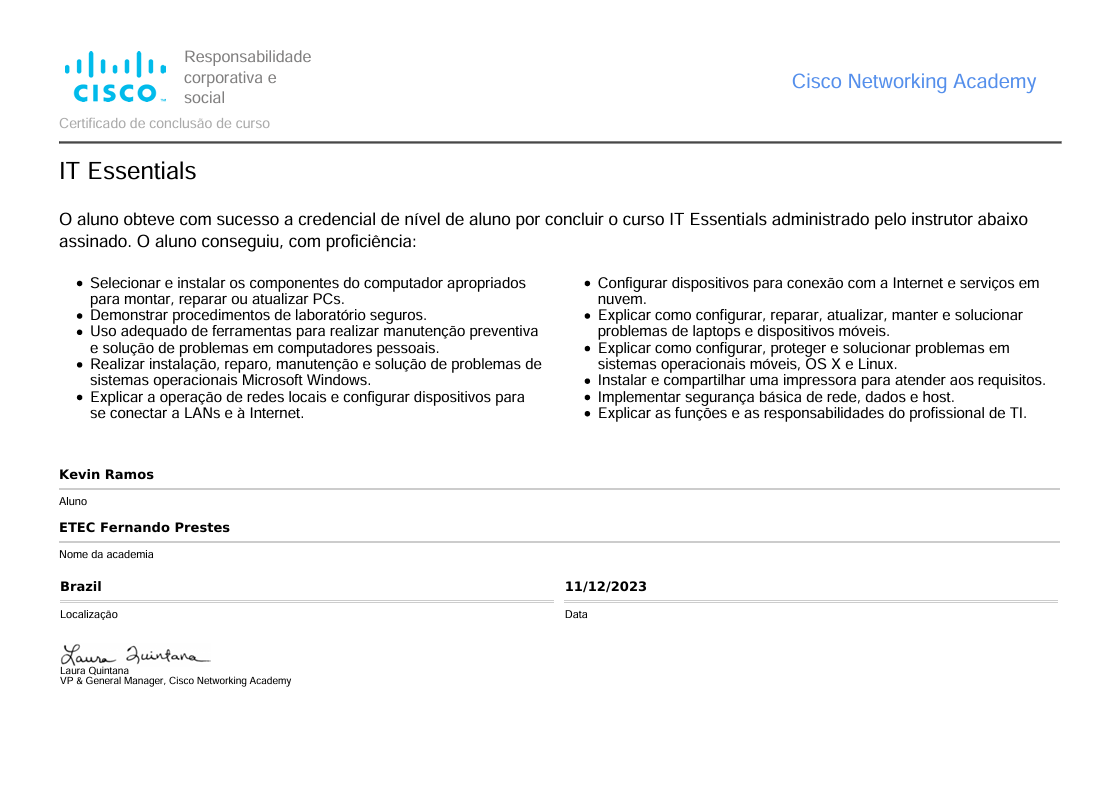 CISCO
Responsabilidade
corporativa e
social
Cisco Networking Academy
Certificado de conclusão de curso
IT Essentials
O aluno obteve com sucesso a credencial de nível de aluno por concluir o curso IT Essentials administrado pelo instrutor abaixo
assinado. O aluno conseguiu, com proficiência:
• Selecionar e instalar os componentes do computador apropriados
para montar, reparar ou atualizar PCs.
• Demonstrar procedimentos de laboratório seguros.
• Uso adequado de ferramentas para realizar manutenção preventiva
e solução de problemas em computadores pessoais.
• Realizar instalação, reparo, manutenção e solução de problemas de
sistemas operacionais Microsoft Windows.
• Explicar a operação de redes locais e configurar dispositivos para
se conectar a LANs e à Internet.
• Configurar dispositivos para conexão com a Internet e serviços em
nuvem.
• Explicar como configurar, reparar, atualizar, manter e solucionar
problemas de laptops e dispositivos móveis.
• Explicar como configurar, proteger e solucionar problemas em
sistemas operacionais móveis, OS X e Linux.
• Instalar e compartilhar uma impressora para atender aos requisitos.
• Implementar segurança básica de rede, dados e host.
• Explicar as funções e as responsabilidades do profissional de TI.
Kevin Ramos
Aluno
ETEC Fernando Prestes
Nome da academia
Brazil
Localização
11/12/2023
Data
Laura Quintana
Laura Quintana
VP & General Manager, Cisco Networking Academy